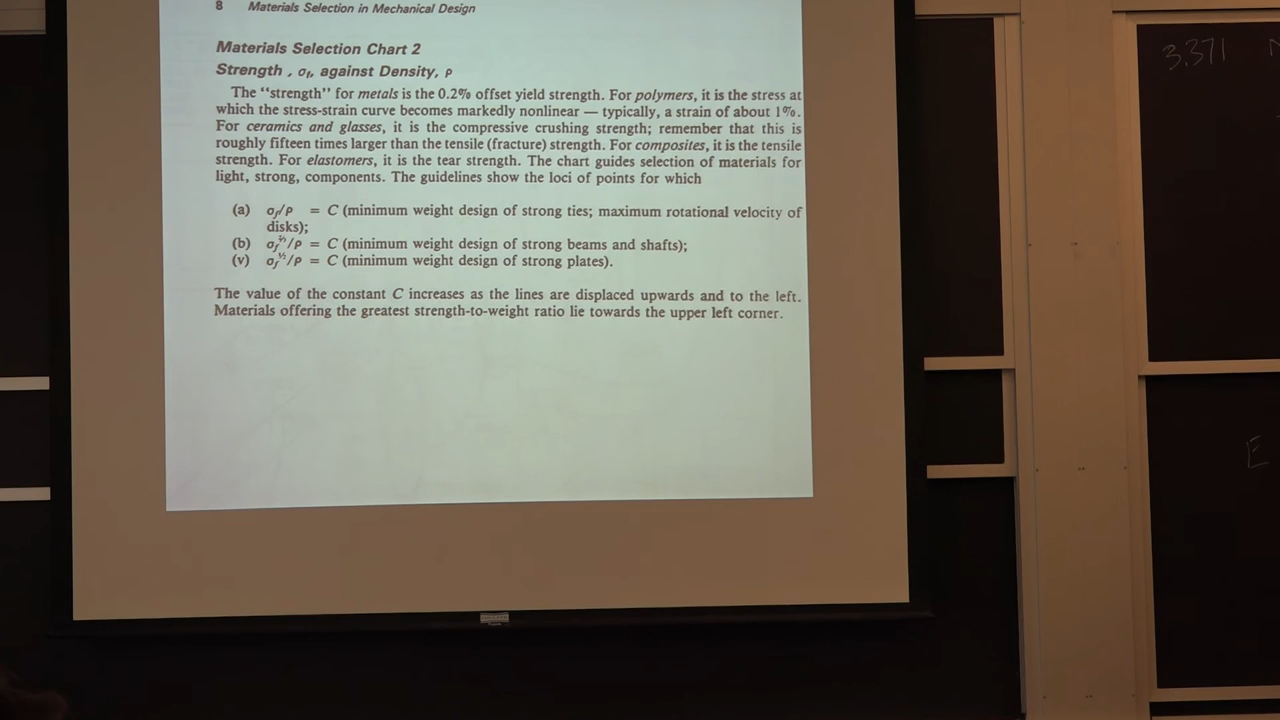 8 Materials Selection in Mechanical Design
Materials Selection Chart 2
Strength , σf, against Density, ρ
The “strength” for metals is the 0.2% offset yield strength. For polymers, it is the stress at
which the stress-strain curve becomes markedly nonlinear — typically, a strain of about 1%.
For ceramics and glasses, it is the compressive crushing strength; remember that this is
roughly fifteen times larger than the tensile (fracture) strength. For composites, it is the tensile
strength. For elastomers, it is the tear strength. The chart guides selection of materials for
light, strong, components. The guidelines show the loci of points for which
(a) σf/ρ = C (minimum weight design of strong ties; maximum rotational velocity of
disks);
(b) σf^⅔/ρ = C (minimum weight design of strong beams and shafts);
(v) σf^½/ρ = C (minimum weight design of strong plates).
The value of the constant C increases as the lines are displaced upwards and to the left.
Materials offering the greatest strength-to-weight ratio lie towards the upper left corner.
3.371
E